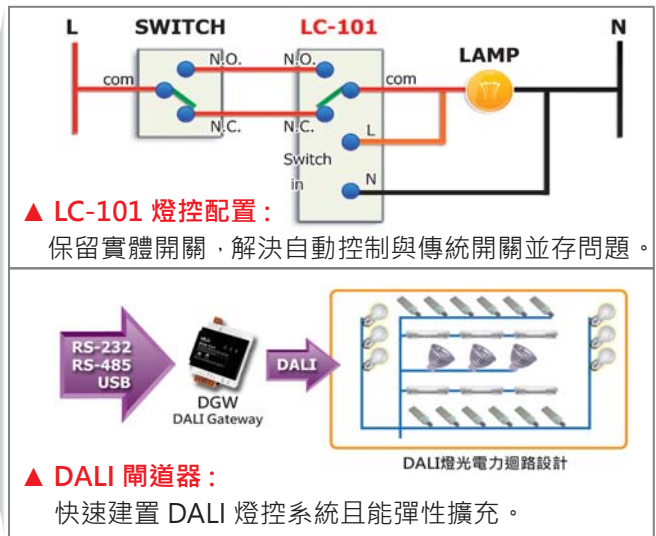 L SWITCH LC-101 N
LAMP
N.O. N.O.
com com
N.C. N.C.
L
Switch
in N
▲ LC-101 燈控配置：
保留實體開關，解決自動控制與傳統開關並存問題。
RS-232
RS-485
USB
DGW
DALI Gateway
DALI
DALI燈光電力迴路設計
▲ DALI 閘道器：
快速建置 DALI 燈控系統且能彈性擴充。